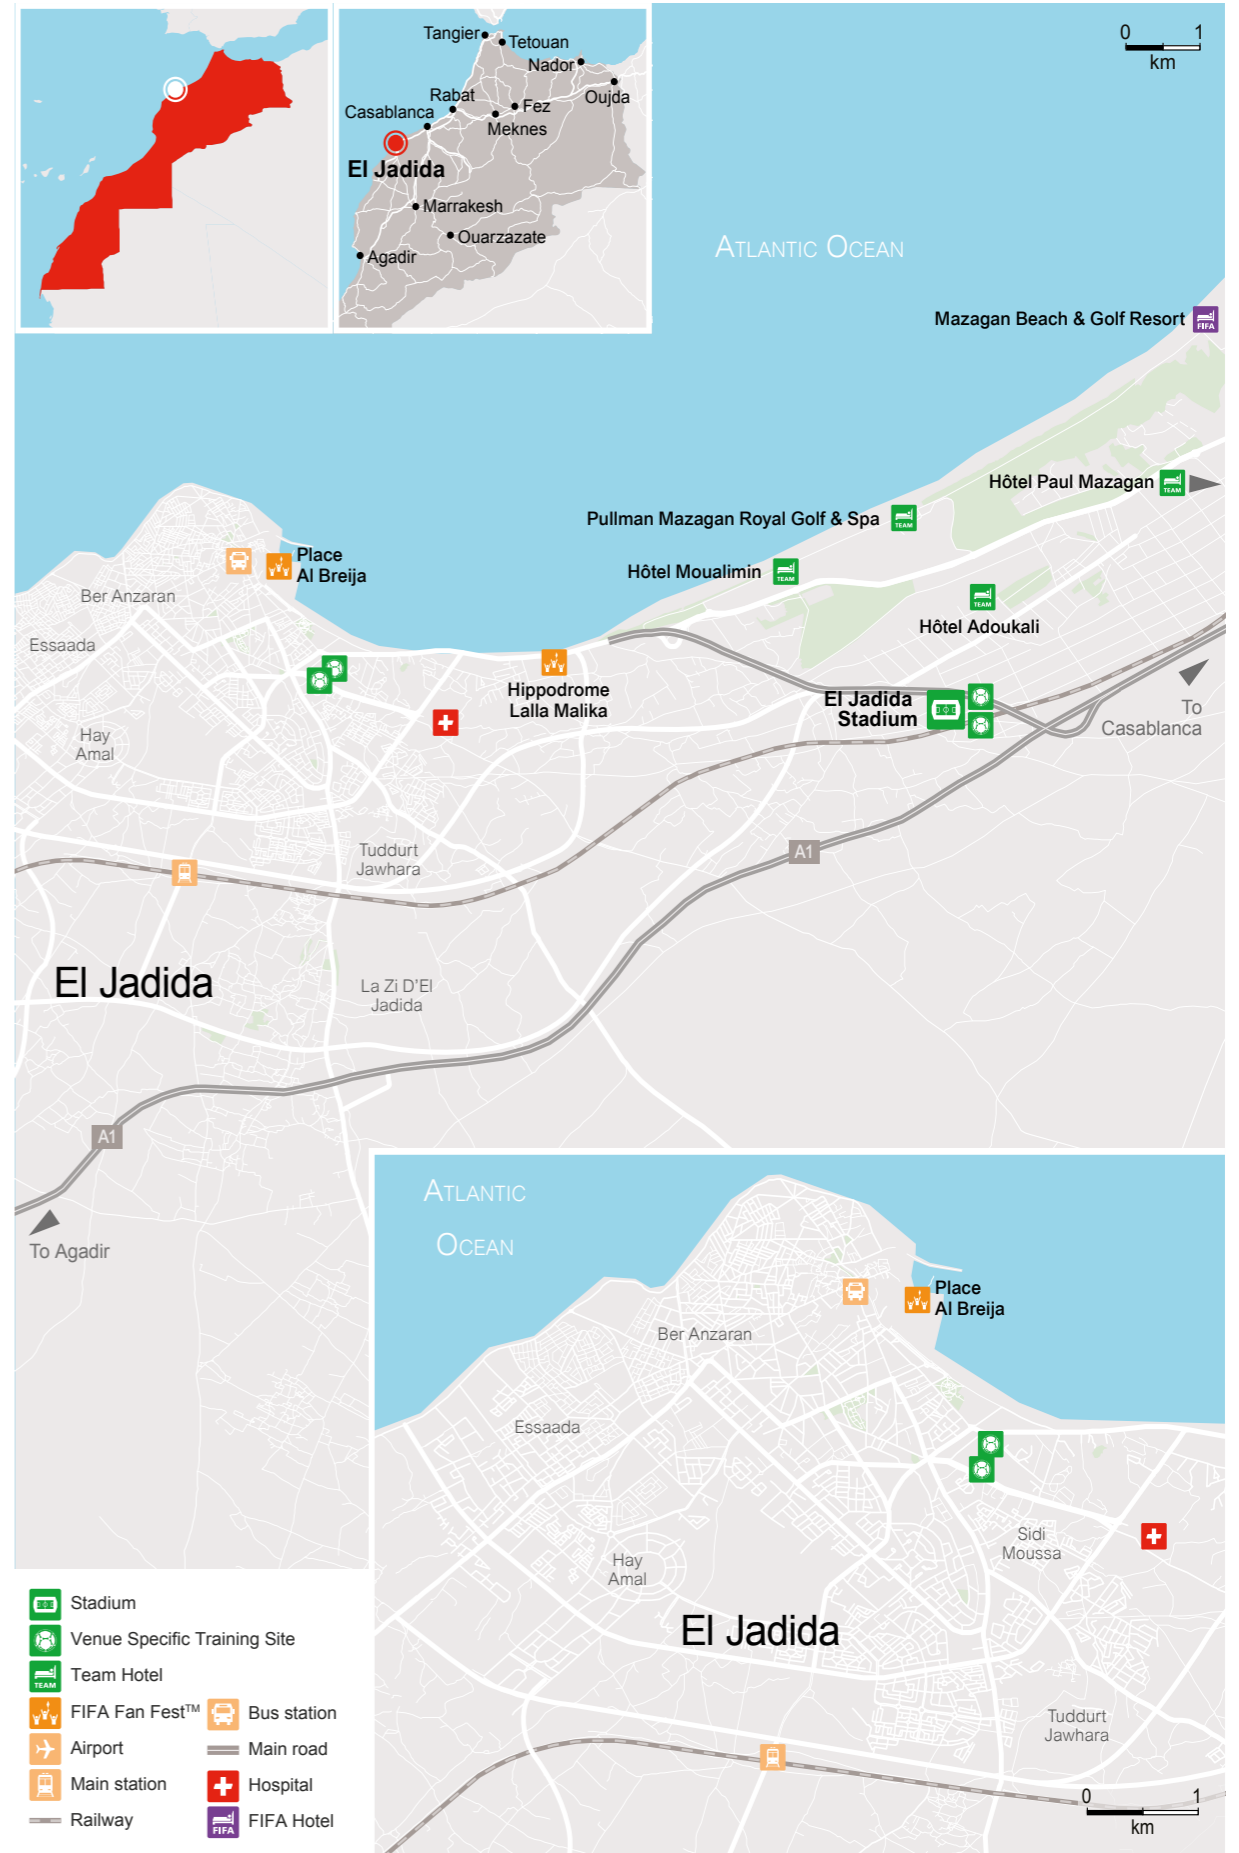 Tangier
Tetouan
Nador
Oujda
Rabat
Fez
Casablanca
Meknes
El Jadida
Marrakesh
Ouarzazate
Agadir
0 1
km
ATLANTIC OCEAN
Mazagan Beach & Golf Resort
FIFA
Hôtel Paul Mazagan
TEAM
Pullman Mazagan Royal Golf & Spa
TEAM
Hôtel Moualimin
TEAM
TEAM
Hôtel Adoukali
Place
Al Breija
Ber Anzaran
Essaada
Hippodrome
Lalla Malika
El Jadida
Stadium
To
Casablanca
Hay
Amal
Tuddurt
Jawhara
A1
El Jadida
La Zi D'El
Jadida
A1
To Agadir
ATLANTIC
OCEAN
Place
Al Breija
Ber Anzaran
Essaada
Sidi
Moussa
Hay
Amal
El Jadida
Tuddurt
Jawhara
0 1
km
Stadium
Venue Specific Training Site
TEAM
Team Hotel
FIFA Fan Fest™
Bus station
Airport
Main road
Main station
Hospital
Railway
FIFA
FIFA Hotel